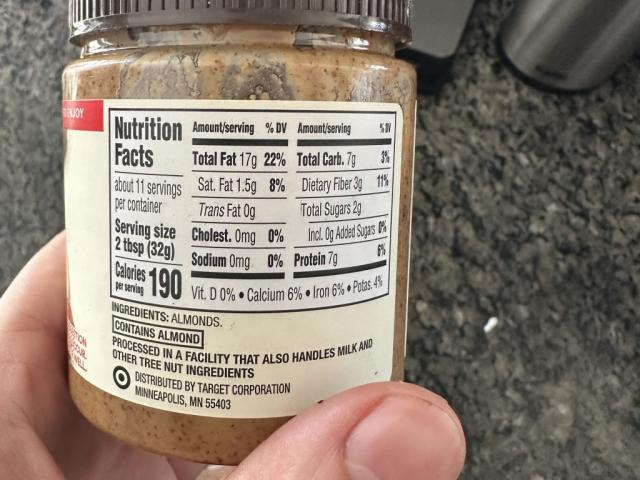 TO ENJOY
Nutrition
Facts
about 11 servings
per container
Serving size
2 tbsp (32g)
Calories
per serving 190
Amount/serving % DV
Total Fat 17g 22%
Sat. Fat 1.5g 8%
Trans Fat 0g
Cholest. 0mg 0%
Sodium 0mg 0%
Amount/serving % DV
Total Carb. 7g 3%
Dietary Fiber 3g 11%
Total Sugars 2g
Incl. 0g Added Sugars 0%
Protein 7g 6%
Vit. D 0% • Calcium 6% • Iron 6% • Potas. 4%
INGREDIENTS: ALMONDS.
CONTAINS ALMOND
PROCESSED IN A FACILITY THAT ALSO HANDLES MILK AND
OTHER TREE NUT INGREDIENTS
DISTRIBUTED BY TARGET CORPORATION
MINNEAPOLIS, MN 55403